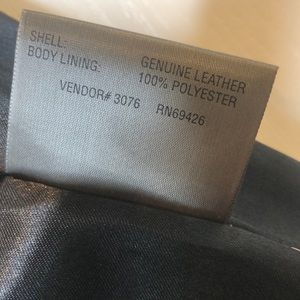 SHELL: GENUINE LEATHER
BODY LINING: 100% POLYESTER
VENDOR# 3076 RN69426